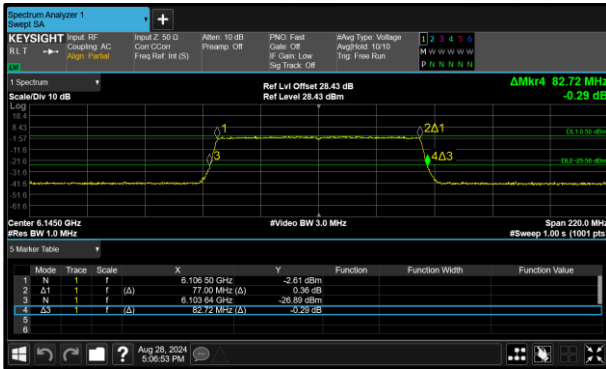 Spectrum Analyzer 1
Swept SA
+
KEYSIGHT Input: RF Input Z: 50 Ω Atten: 10 dB PNO: Fast #Avg Type: Voltage 1 2 3 4 5 6
RLT Coupling: AC Corr CCorr Preamp: Off Gate: Off Avg|Hold: 10/10 M W W W W W
Align: Partial Freq Ref: Int (S) IF Gain: Low Trig: Free Run
Sig Track: Off P N N N N N
1 Spectrum
Scale/Div 10 dB Ref Lvl Offset 28.43 dB ΔMkr4 82.72 MHz
Ref Level 28.43 dBm -0.29 dB
Log
18.4
8.43
-1.57
-11.6
-21.6
-31.6
-41.6
-51.6
-61.6
1
2Δ1
3
4Δ3
DL1 0.50 dBm
DL2 -25.50 dBm
Center 6.1450 GHz #Video BW 3.0 MHz Span 220.0 MHz
#Res BW 1.0 MHz #Sweep 1.00 s (1001 pts)
5 Marker Table
Mode Trace Scale X Y Function Function Width Function Value
1 N 1 f 6.106 50 GHz -2.61 dBm
2 Δ1 1 f (Δ) 77.00 MHz (Δ) 0.36 dB
3 N 1 f 6.103 64 GHz -26.89 dBm
4 Δ3 1 f (Δ) 82.72 MHz (Δ) -0.29 dB
5
6
? Aug 28, 2024
5:06:53 PM